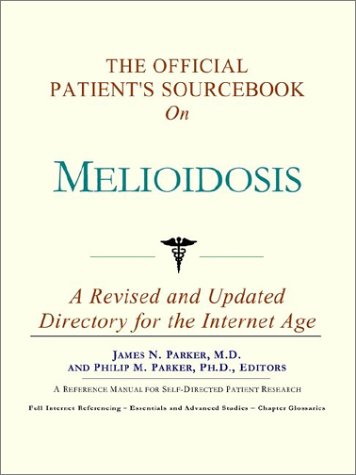 THE OFFICIAL
PATIENT'S SOURCEBOOK
On
MELIOIDOSIS
A Revised and Updated
Directory for the Internet Age
JAMES N. PARKER, M.D.
AND PHILIP M. PARKER, PH.D., EDITORS
A REFERENCE MANUAL FOR SELF-DIRECTED PATIENT RESEARCH
Full Internet Referencing – Essentials and Advanced Studies – Chapter Glossaries